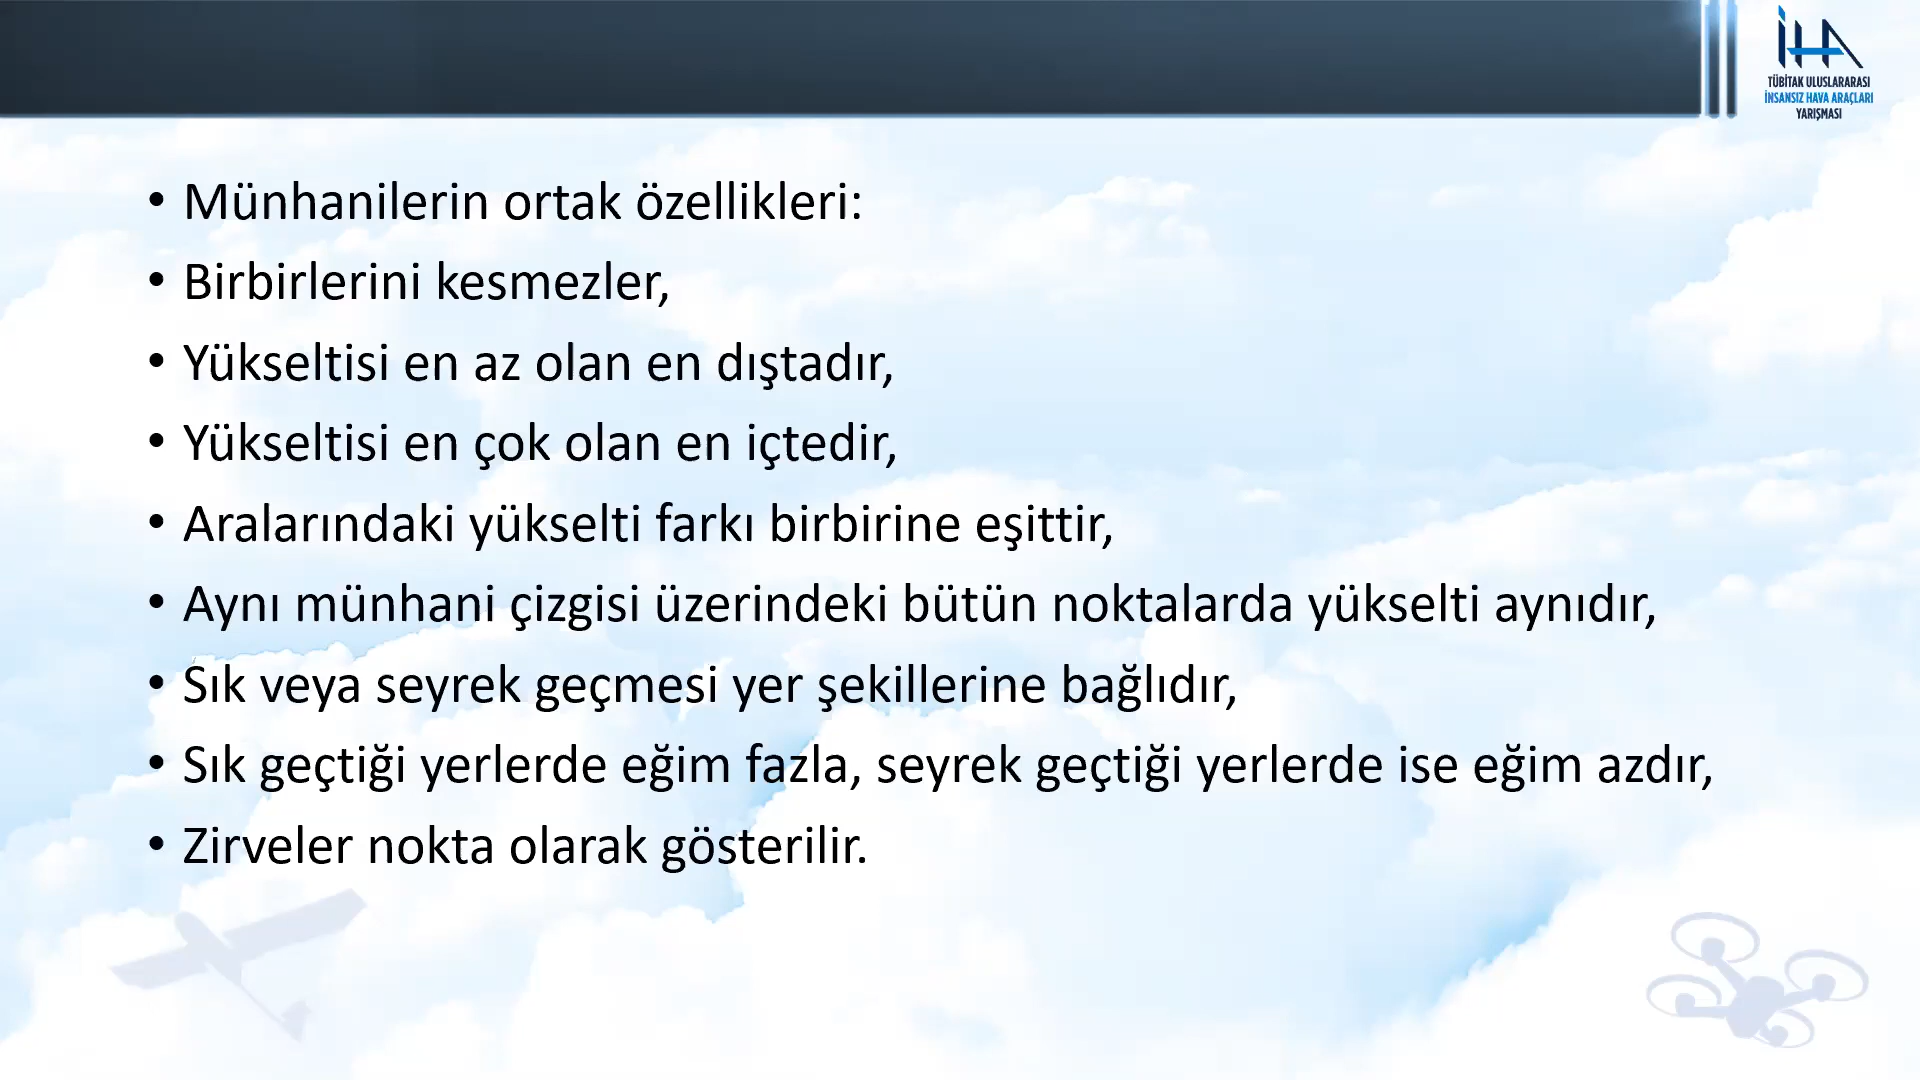 İHA
TÜBİTAK ULUSLARARASI
İNSANSIZ HAVA ARAÇLARI
YARIŞMASI
• Münhanilerin ortak özellikleri:
• Birbirlerini kesmezler,
• Yükseltisi en az olan en dıştadır,
• Yükseltisi en çok olan en içtedir,
• Aralarındaki yükselti farkı birbirine eşittir,
• Aynı münhani çizgisi üzerindeki bütün noktalarda yükselti aynıdır,
• Sık veya seyrek geçmesi yer şekillerine bağlıdır,
• Sık geçtiği yerlerde eğim fazla, seyrek geçtiği yerlerde ise eğim azdır,
• Zirveler nokta olarak gösterilir.